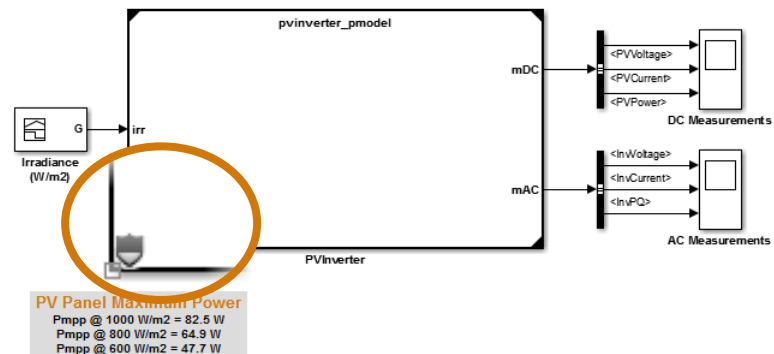 pvinverter_pmodel
mDC
<PVVoltage>
<PVCurrent>
<PVPower>
DC Measurements
G
irr
Irradiance
(W/m2)
mAC
<InvVoltage>
<InvCurrent>
<InvPQ>
AC Measurements
PVInverter
PV Panel Maximum Power
Pmpp @ 1000 W/m2 = 82.5 W
Pmpp @ 800 W/m2 = 64.9 W
Pmpp @ 600 W/m2 = 47.7 W